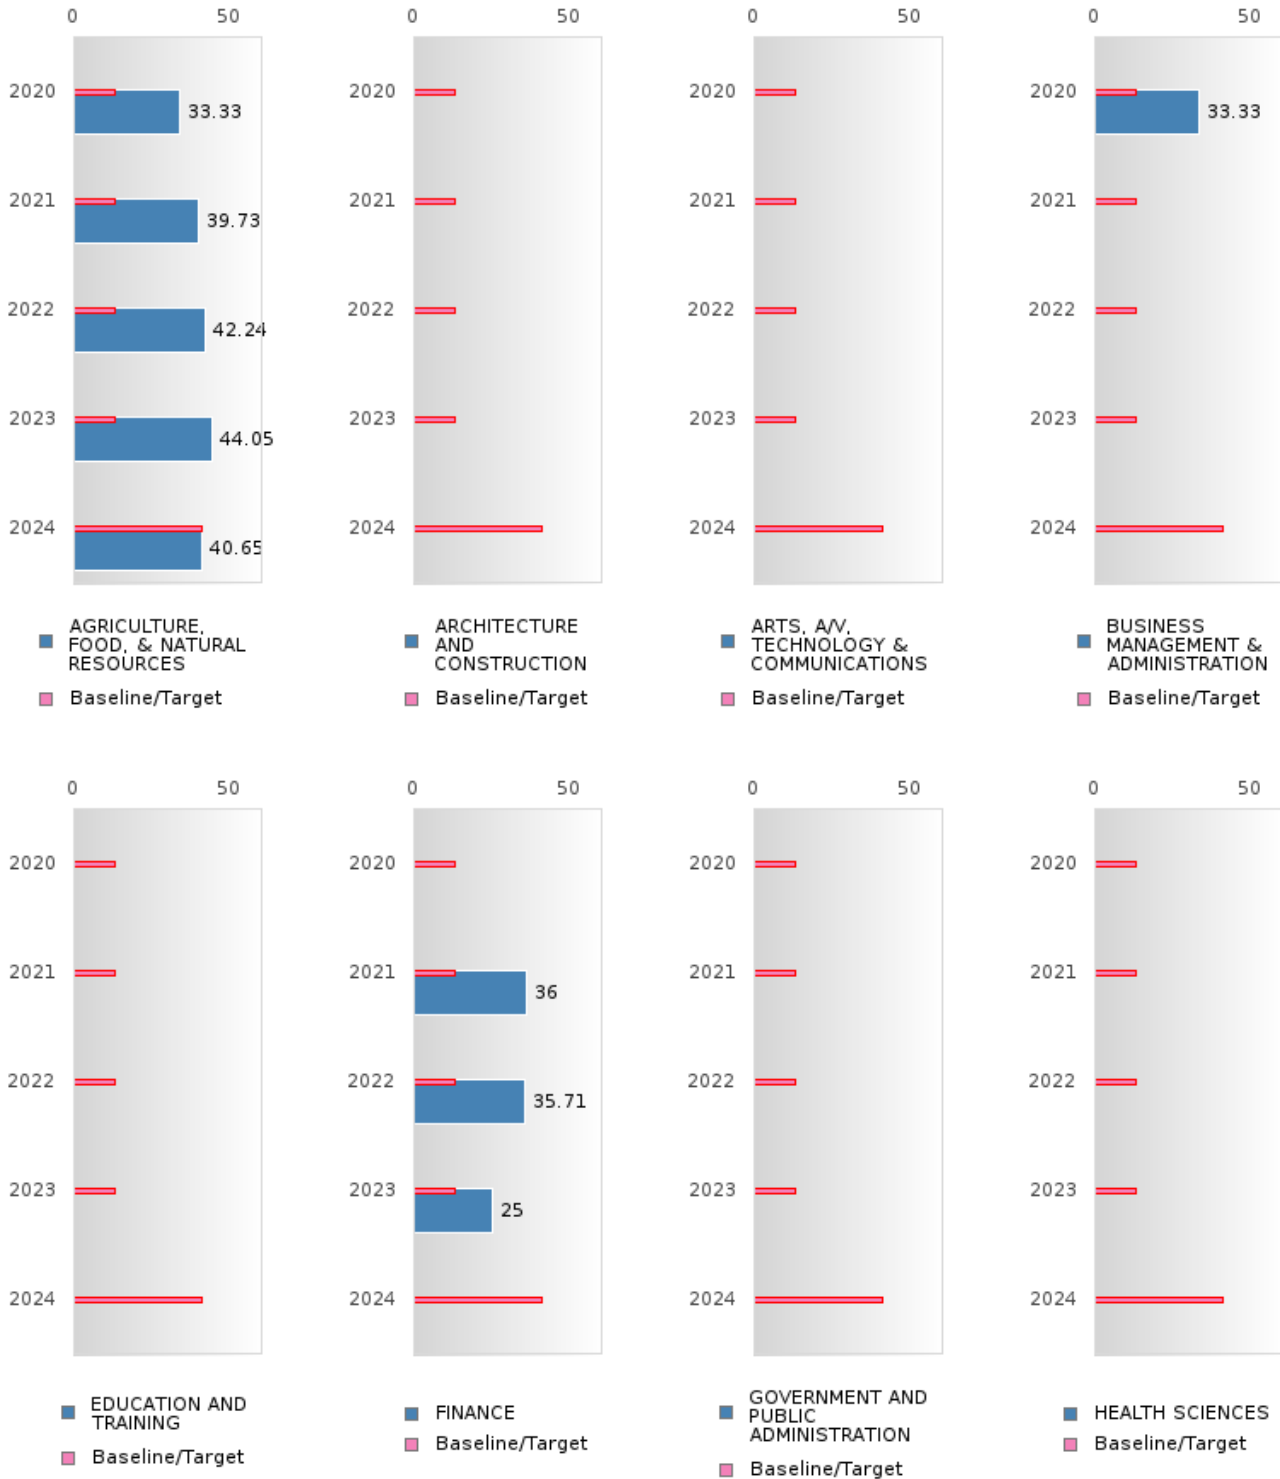 0 50
0 50
0 50
0 50
2020 33.33
2021 39.73
2022 42.24
2023 44.05
2024 40.65
AGRICULTURE,
FOOD, & NATURAL
RESOURCES
Baseline/Target
2020
2021
2022
2023
2024
ARCHITECTURE
AND
CONSTRUCTION
Baseline/Target
2020
2021
2022
2023
2024
ARTS, A/V,
TECHNOLOGY &
COMMUNICATIONS
Baseline/Target
2020 33.33
2021
2022
2023
2024
BUSINESS
MANAGEMENT &
ADMINISTRATION
Baseline/Target
0 50
0 50
0 50
0 50
2020
2021
2022
2023
2024
EDUCATION AND
TRAINING
Baseline/Target
2020
2021 36
2022 35.71
2023 25
2024
FINANCE
Baseline/Target
2020
2021
2022
2023
2024
GOVERNMENT AND
PUBLIC
ADMINISTRATION
Baseline/Target
2020
2021
2022
2023
2024
HEALTH SCIENCES
Baseline/Target